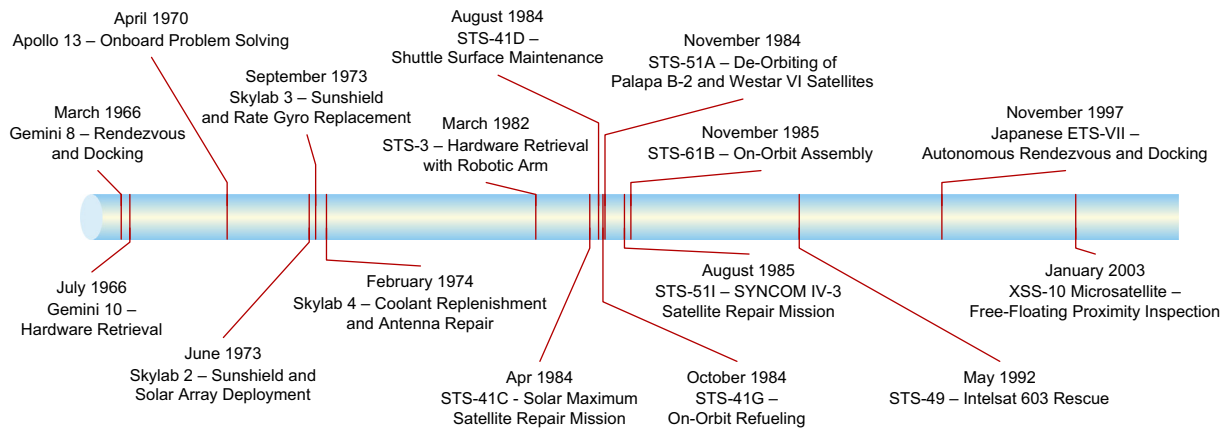 April 1970
Apollo 13 – Onboard Problem Solving
August 1984
STS-41D –
Shuttle Surface Maintenance
November 1984
STS-51A – De-Orbiting of
Palapa B-2 and Westar VI Satellites
September 1973
Skylab 3 – Sunshield
and Rate Gyro Replacement
March 1966
Gemini 8 – Rendezvous
and Docking
March 1982
STS-3 – Hardware Retrieval
with Robotic Arm
November 1985
STS-61B – On-Orbit Assembly
November 1997
Japanese ETS-VII –
Autonomous Rendezvous and Docking
July 1966
Gemini 10 –
Hardware Retrieval
February 1974
Skylab 4 – Coolant Replenishment
and Antenna Repair
August 1985
STS-51I – SYNCOM IV-3
Satellite Repair Mission
January 2003
XSS-10 Microsatellite –
Free-Floating Proximity Inspection
June 1973
Skylab 2 – Sunshield and
Solar Array Deployment
Apr 1984
STS-41C - Solar Maximum
Satellite Repair Mission
October 1984
STS-41G –
On-Orbit Refueling
May 1992
STS-49 – Intelsat 603 Rescue